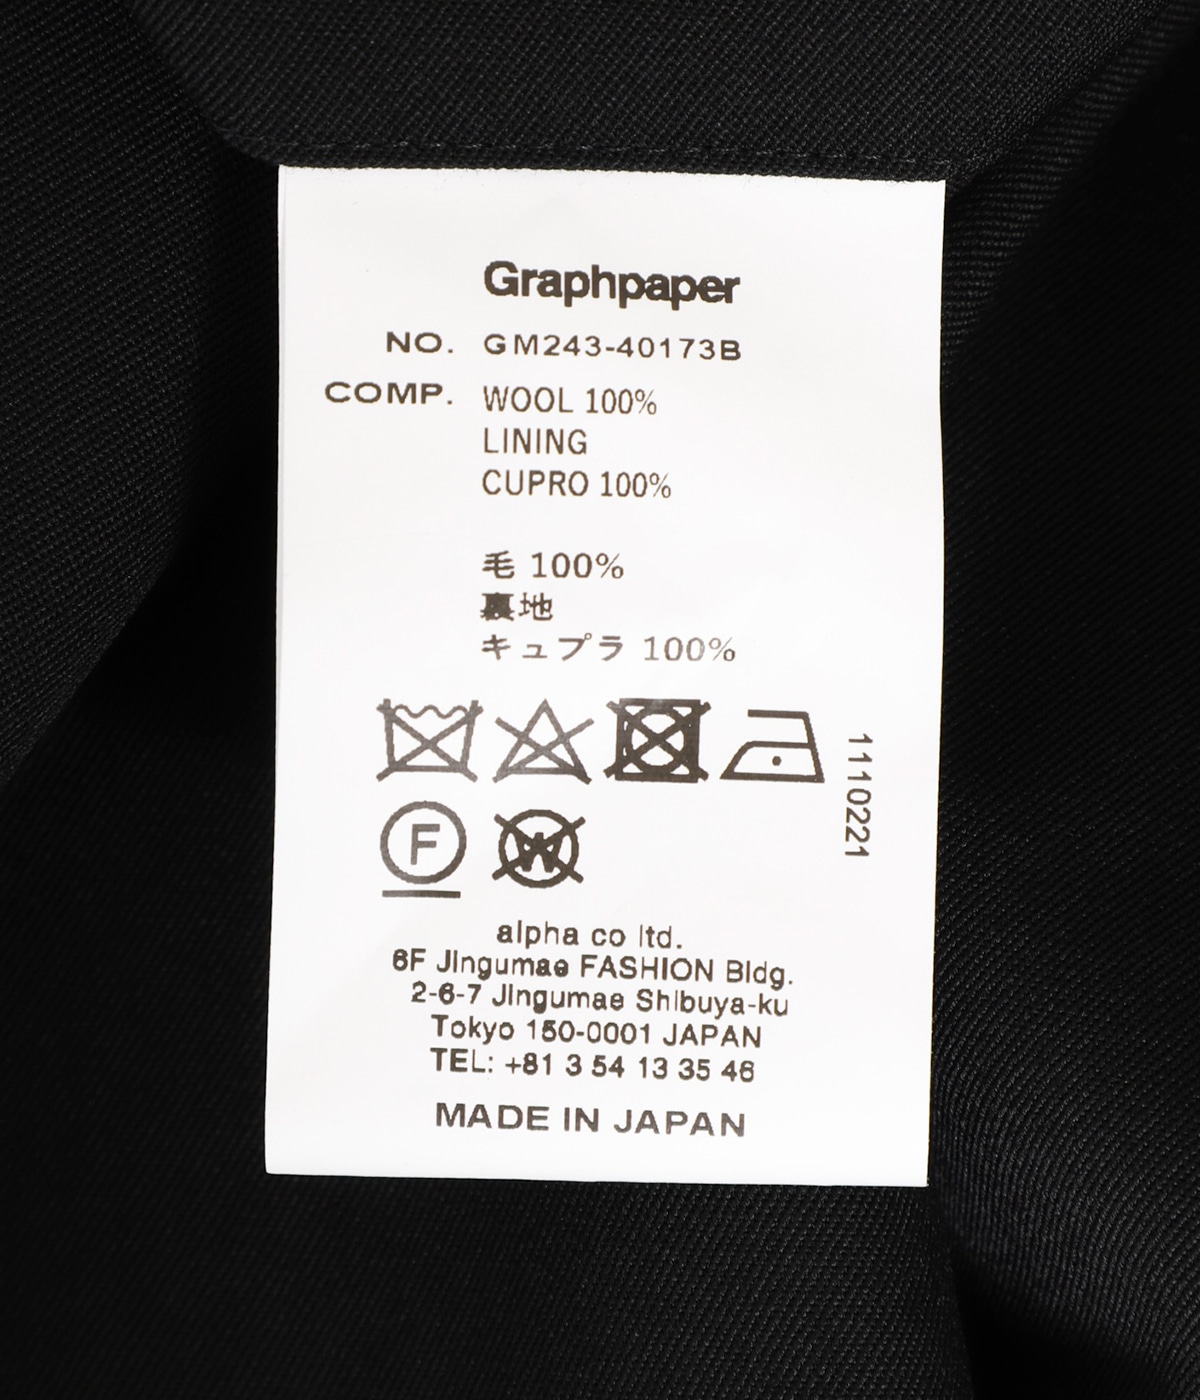 Graphpaper
NO. GM243-40173B
COMP. WOOL 100%
LINING
CUPRO 100%
毛 100%
裏地
キュプラ 100%
1110221
F
W
alpha co ltd.
6F Jingumae FASHION Bldg.
2-6-7 Jingumae Shibuya-ku
Tokyo 150-0001 JAPAN
TEL: +81 3 54 13 35 46
MADE IN JAPAN